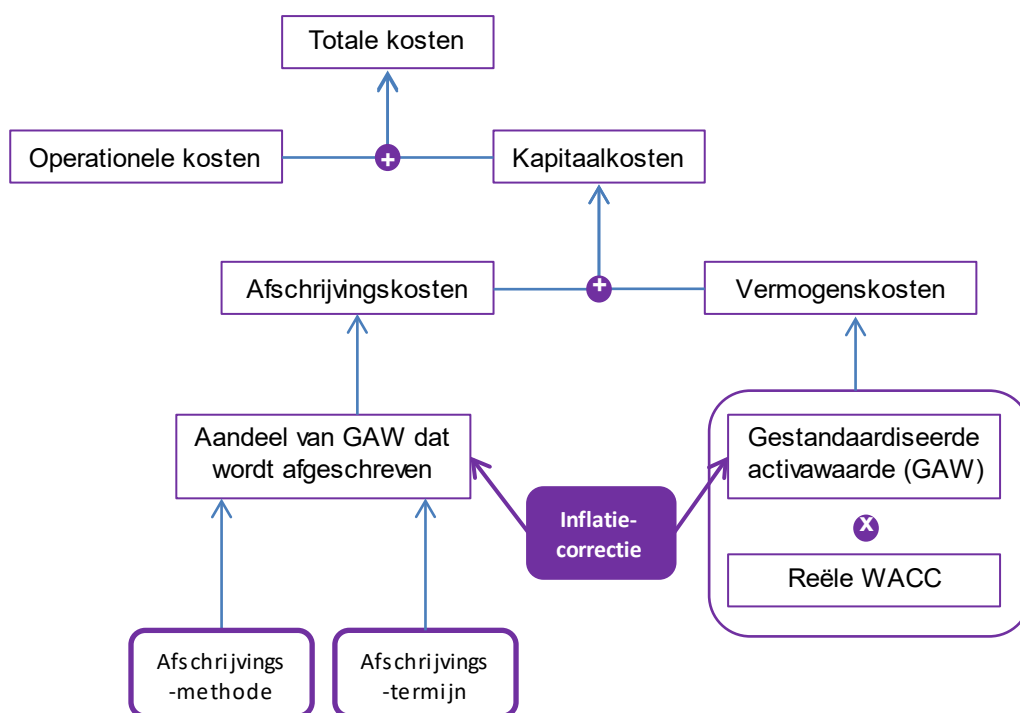 Totale kosten
Operationele kosten
+
Kapitaalkosten
Afschrijvingskosten
+
Vermogenskosten
Aandeel van GAW dat
wordt afgeschreven
Inflatie-
correctie
Gestandaardiseerde
activawaarde (GAW)
x
Reële WACC
Afschrijvings
-methode
Afschrijvings
-termijn